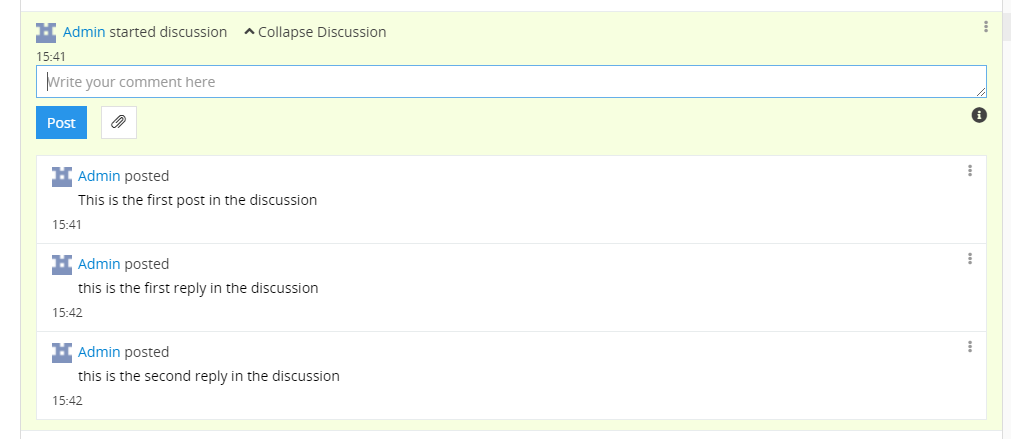 Admin started discussion Collapse Discussion
15:41
Write your comment here
Post
Admin posted
This is the first post in the discussion
15:41
Admin posted
this is the first reply in the discussion
15:42
Admin posted
this is the second reply in the discussion
15:42